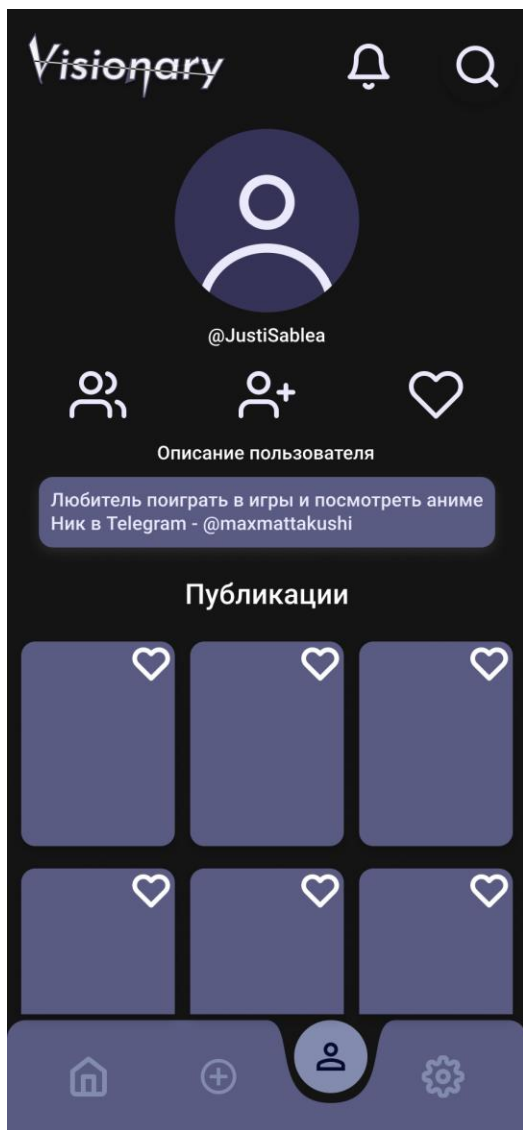 Visionary
@JustiSablea
Описание пользователя
Любитель поиграть в игры и посмотреть аниме
Ник в Telegram - @maxmattakushi
Публикации